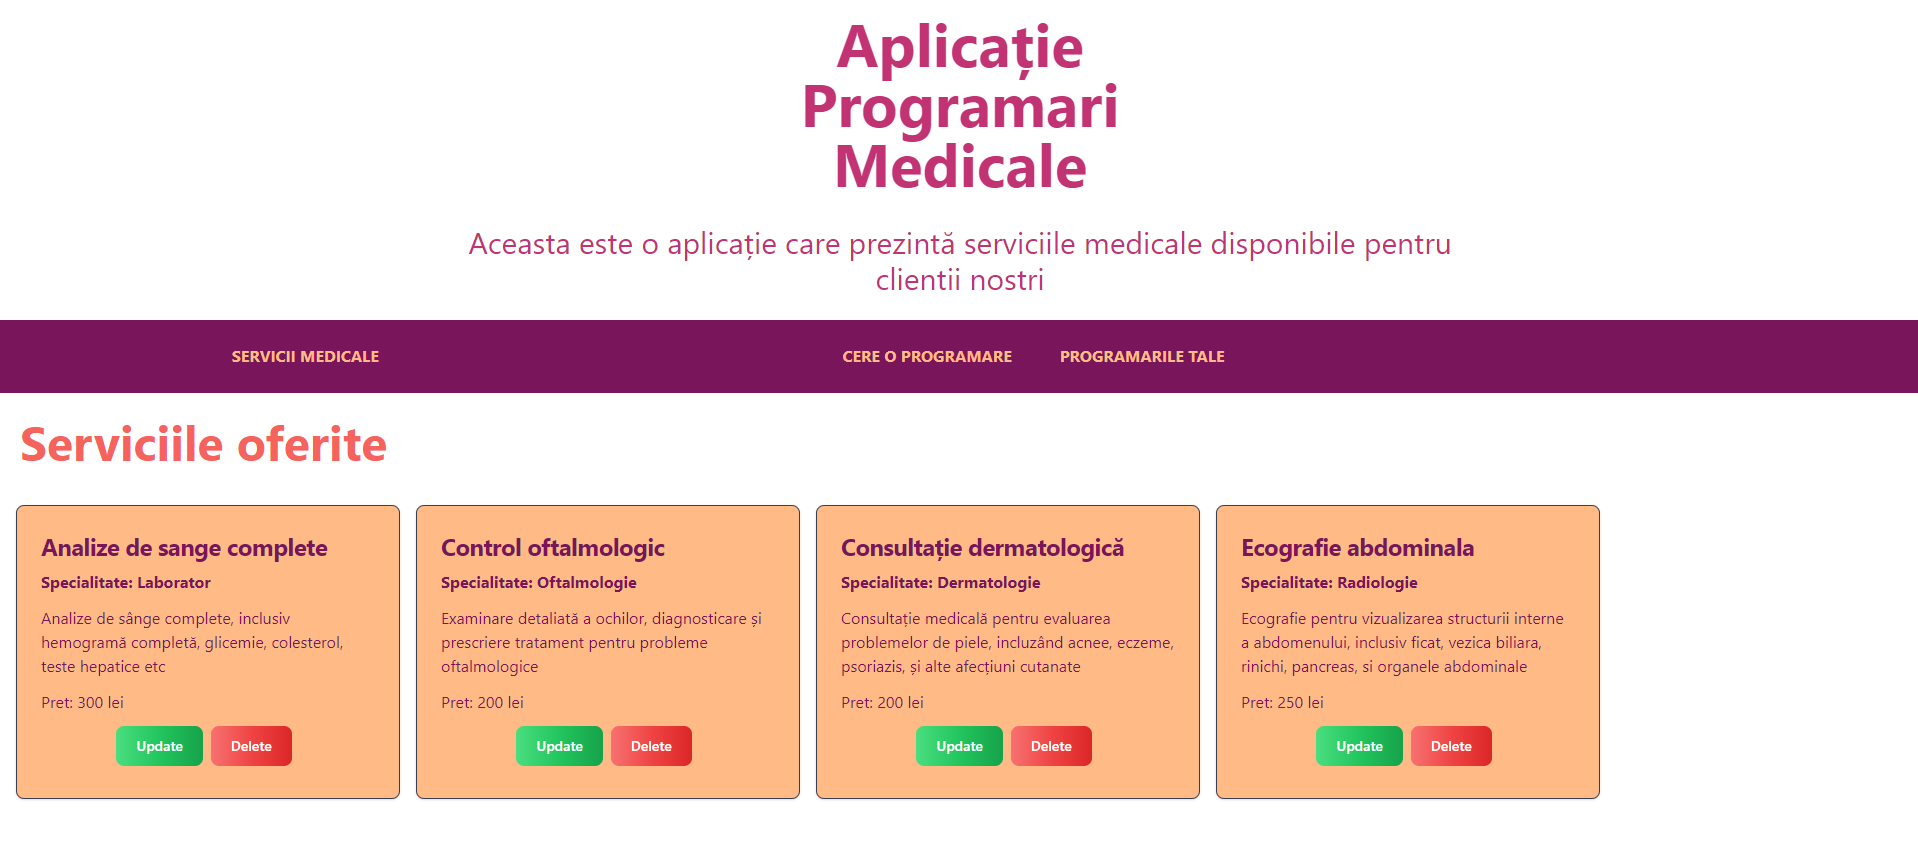 Aplicație
Programari
Medicale
Aceasta este o aplicație care prezintă serviciile medicale disponibile pentru
clientii nostri
SERVICII MEDICALE
CERE O PROGRAMARE
PROGRAMARILE TALE
Serviciile oferite
Analize de sange complete
Specialitate: Laborator
Analize de sânge complete, inclusiv
hemogramă completă, glicemie, colesterol,
teste hepatice etc
Pret: 300 lei
Update
Delete
Control oftalmologic
Specialitate: Oftalmologie
Examinare detaliată a ochilor, diagnosticare și
prescriere tratament pentru probleme
oftalmologice
Pret: 200 lei
Update
Delete
Consultație dermatologică
Specialitate: Dermatologie
Consultație medicală pentru evaluarea
problemelor de piele, incluzând acnee, eczeme,
psoriazis, și alte afecțiuni cutanate
Pret: 200 lei
Update
Delete
Ecografie abdominala
Specialitate: Radiologie
Ecografie pentru vizualizarea structurii interne
a abdomenului, inclusiv ficat, vezica biliara,
rinichi, pancreas, si organele abdominale
Pret: 250 lei
Update
Delete